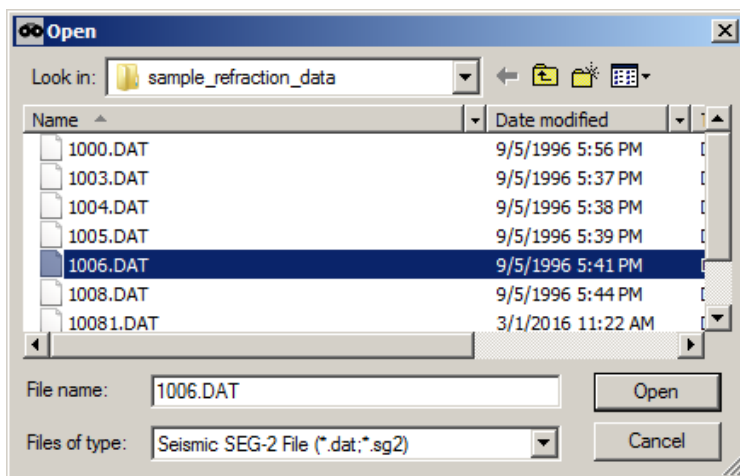 Open
Look in: sample_refraction_data
Name Date modified
1000.DAT 9/5/1996 5:56 PM
1003.DAT 9/5/1996 5:37 PM
1004.DAT 9/5/1996 5:38 PM
1005.DAT 9/5/1996 5:39 PM
1006.DAT 9/5/1996 5:41 PM
1008.DAT 9/5/1996 5:44 PM
10081.DAT 3/1/2016 11:22 AM
File name: 1006.DAT Open
Files of type: Seismic SEG-2 File (*.dat;*.sg2) Cancel